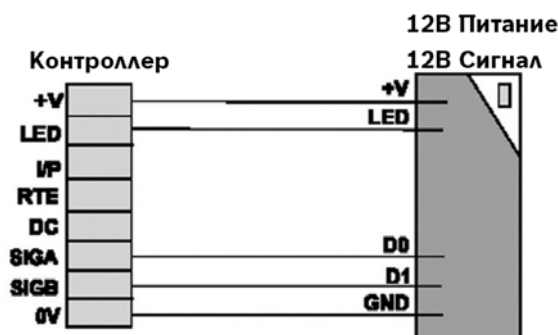 12В Питание
Контроллер 12В Сигнал
+V +V
LED LED
I/P
RTE
DC
SIGA D0
SIGB D1
0V GND